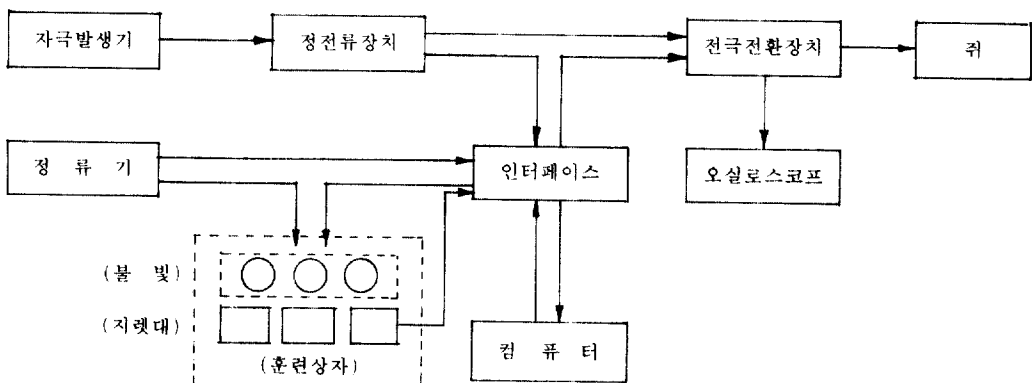 자극발생기
정전류장치
전극전환장치
쥐
정 류 기
인터페이스
오실로스코프
(불 빛)
(지렛대)
(훈련상자)
컴 퓨 터